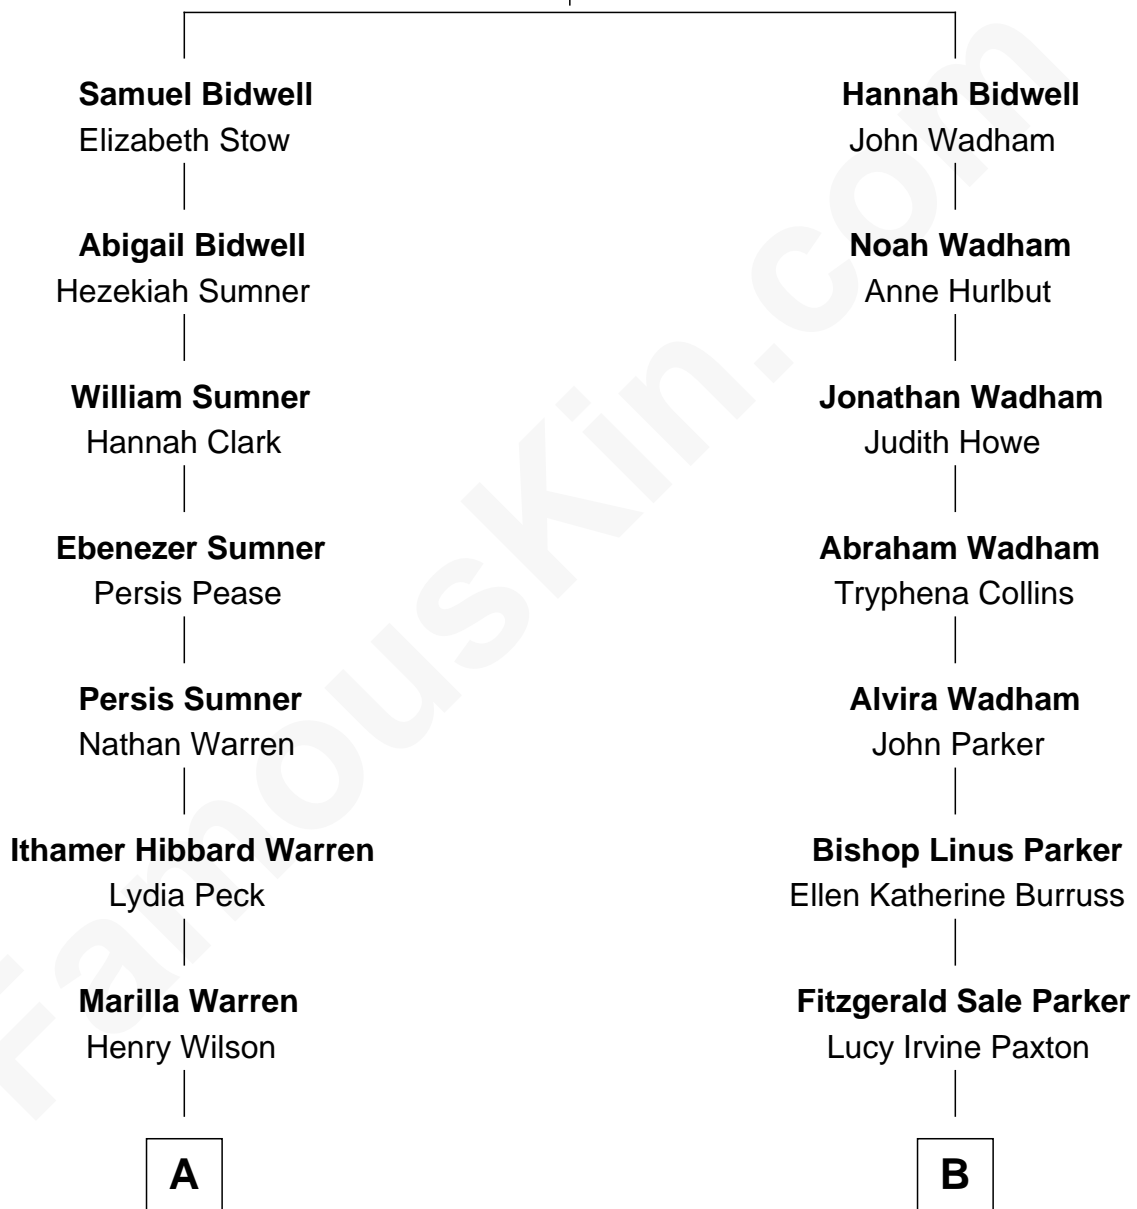 Samuel Bidwell
Elizabeth Stow
Hannah Bidwell
John Wadham
Abigail Bidwell
Hezekiah Sumner
Noah Wadham
Anne Hurlbut
William Sumner
Hannah Clark
Jonathan Wadham
Judith Howe
Ebenezer Sumner
Persis Pease
Abraham Wadham
Tryphena Collins
Persis Sumner
Nathan Warren
Alvira Wadham
John Parker
Ithamer Hibbard Warren
Lydia Peck
Bishop Linus Parker
Ellen Katherine Burruss
Marilla Warren
Henry Wilson
Fitzgerald Sale Parker
Lucy Irvine Paxton
A
B
FamousKin.com